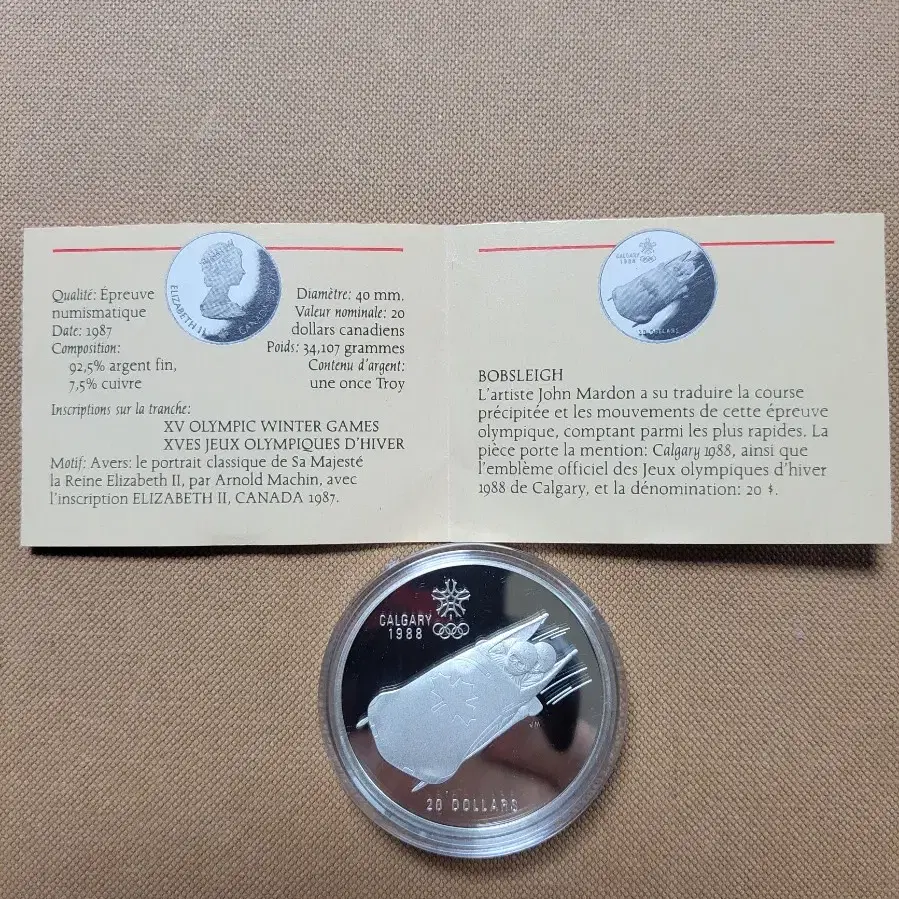 Qualité: Épreuve
numismatique
Date: 1987
Composition:
92,5% argent fin,
7,5% cuivre
ELIZABETH II
CANADA 1987
Diamètre: 40 mm.
Valeur nominale: 20
dollars canadiens
Poids: 34,107 grammes
Contenu d'argent:
une once Troy
Inscriptions sur la tranche:
XV OLYMPIC WINTER GAMES
XVES JEUX OLYMPIQUES D'HIVER
Motif: Avers: le portrait classique de Sa Majesté
la Reine Elizabeth II, par Arnold Machin, avec
l'inscription ELIZABETH II, CANADA 1987.
CALGARY
1988
20 DOLLARS
BOBSLEIGH
L'artiste John Mardon a su traduire la course
précipitée et les mouvements de cette épreuve
olympique, comptant parmi les plus rapides. La
pièce porte la mention: Calgary 1988, ainsi que
l'emblème officiel des Jeux olympiques d'hiver
1988 de Calgary, et la dénomination: 20 $.
CALGARY
1988
JM
20 DOLLARS